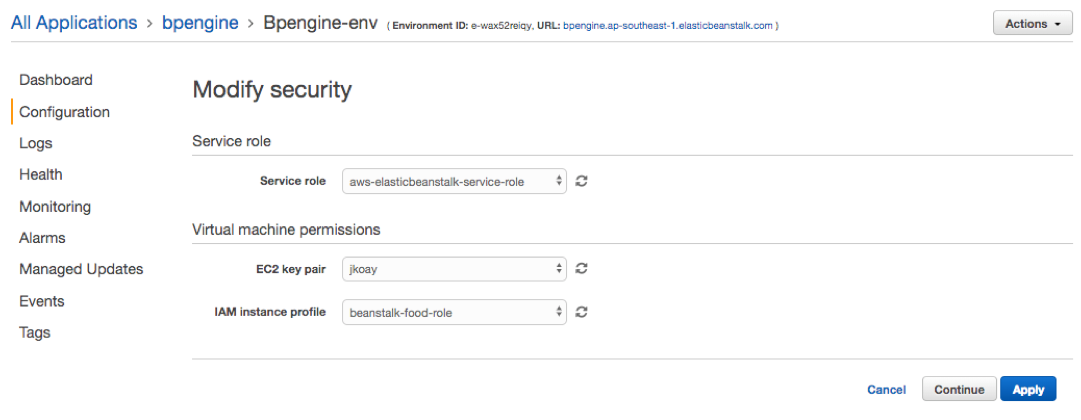 All Applications > bpengine > Bpengine-env ( Environment ID: e-wax52reiqy, URL: bpengine.ap-southeast-1.elasticbeanstalk.com )
Actions
Dashboard
Configuration
Logs
Health
Monitoring
Alarms
Managed Updates
Events
Tags
Modify security
Service role
Service role aws-elasticbeanstalk-service-role
Virtual machine permissions
EC2 key pair jkoay
IAM instance profile beanstalk-food-role
Cancel Continue Apply